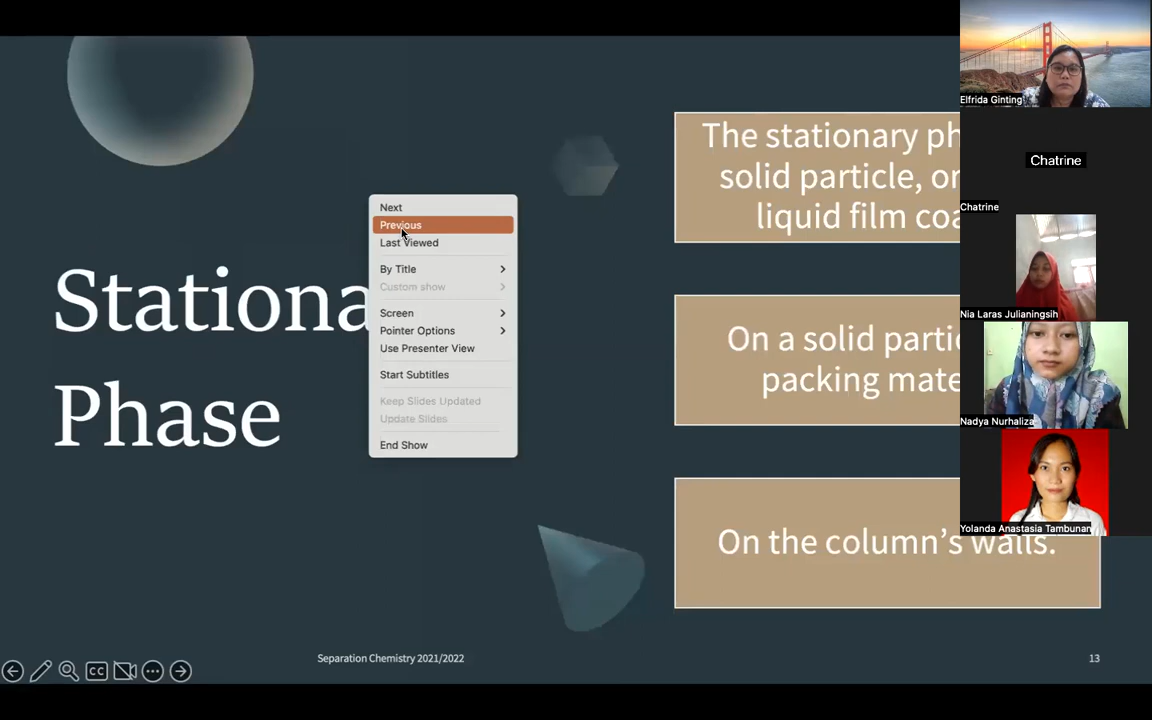 Stationa
Phase
Next
Previous
Last Viewed
By Title
Custom show
Screen
Pointer Options
Use Presenter View
Start Subtitles
Keep Slides Updated
Update Slides
End Show
The stationary ph
solid particle, or
liquid film coa
On a solid parti
packing mate
On the column's walls.
Separation Chemistry 2021/2022
13
CC
Elfrida Ginting
Chatrine
Chatrine
Nia Laras Julianingsih
Nadya Nurhaliza
Yolanda Anastasia Tambunan